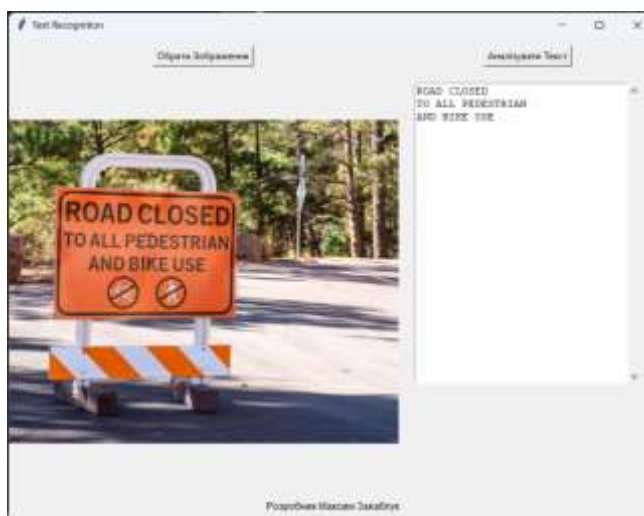 Text Recognition
Обрати Зображення
Аналізувати Текст
ROAD CLOSED
TO ALL PEDESTRIAN
AND BIKE USE
ROAD CLOSED
TO ALL PEDESTRIAN
AND BIKE USE
Розробник Максим